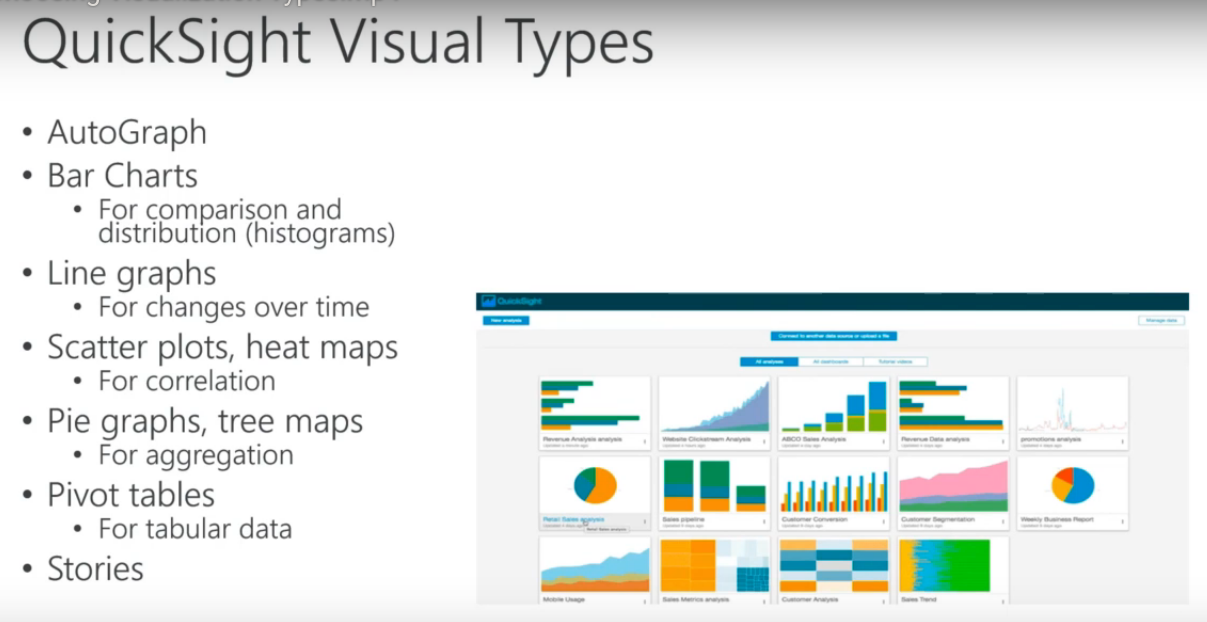 QuickSight Visual Types
• AutoGraph
• Bar Charts
• For comparison and
distribution (histograms)
• Line graphs
• For changes over time
• Scatter plots, heat maps
• For correlation
• Pie graphs, tree maps
• For aggregation
• Pivot tables
• For tabular data
• Stories
QuickSight
New analysis
Manage data
Connect to another data source or upload a file
All analyses All dashboards Tutorial videos
Revenue Analysis analysis
Website Clickstream Analysis
ABCO Sales Analysis
Revenue Data analysis
promotions analysis
Retail Sales analysis
Sales pipeline
Customer Conversion
Customer Segmentation
Weekly Business Report
Mobile Usage
Sales Metrics analysis
Customer Analysis
Sales Trend